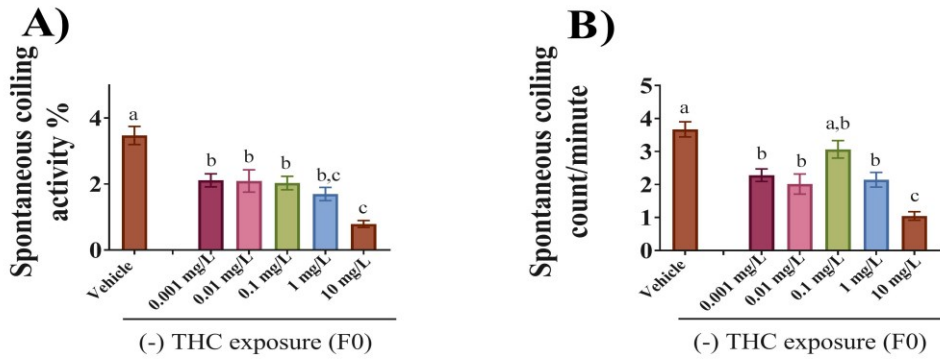 A)
Spontaneous coiling
activity %
4
2
0
a
b
b
b
b,c
c
Vehicle
0.001 mg/L
0.01 mg/L
0.1 mg/L
1 mg/L
10 mg/L
(-) THC exposure (F0)
B)
Spontaneous coiling
count/minute
5
4
3
2
1
0
a
b
b
a,b
b
c
Vehicle
0.001 mg/L
0.01 mg/L
0.1 mg/L
1 mg/L
10 mg/L
(-) THC exposure (F0)